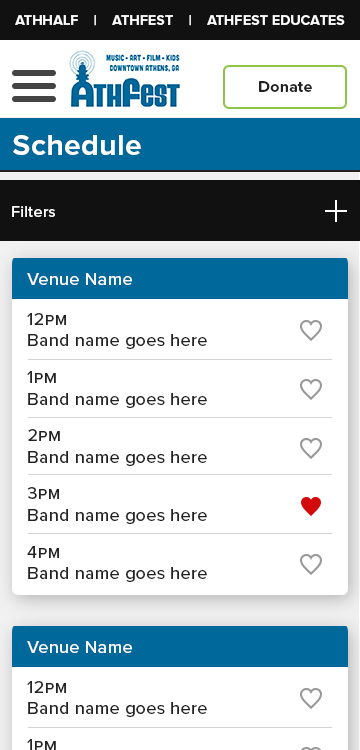 ATHHALF | ATHFEST | ATHFEST EDUCATES
MUSIC • ART • FILM • KIDS
DOWNTOWN ATHENS, GA
ATHFEST
Donate
Schedule
Filters
Venue Name
12PM
Band name goes here
1PM
Band name goes here
2PM
Band name goes here
3PM
Band name goes here
4PM
Band name goes here
Venue Name
12PM
Band name goes here
1PM